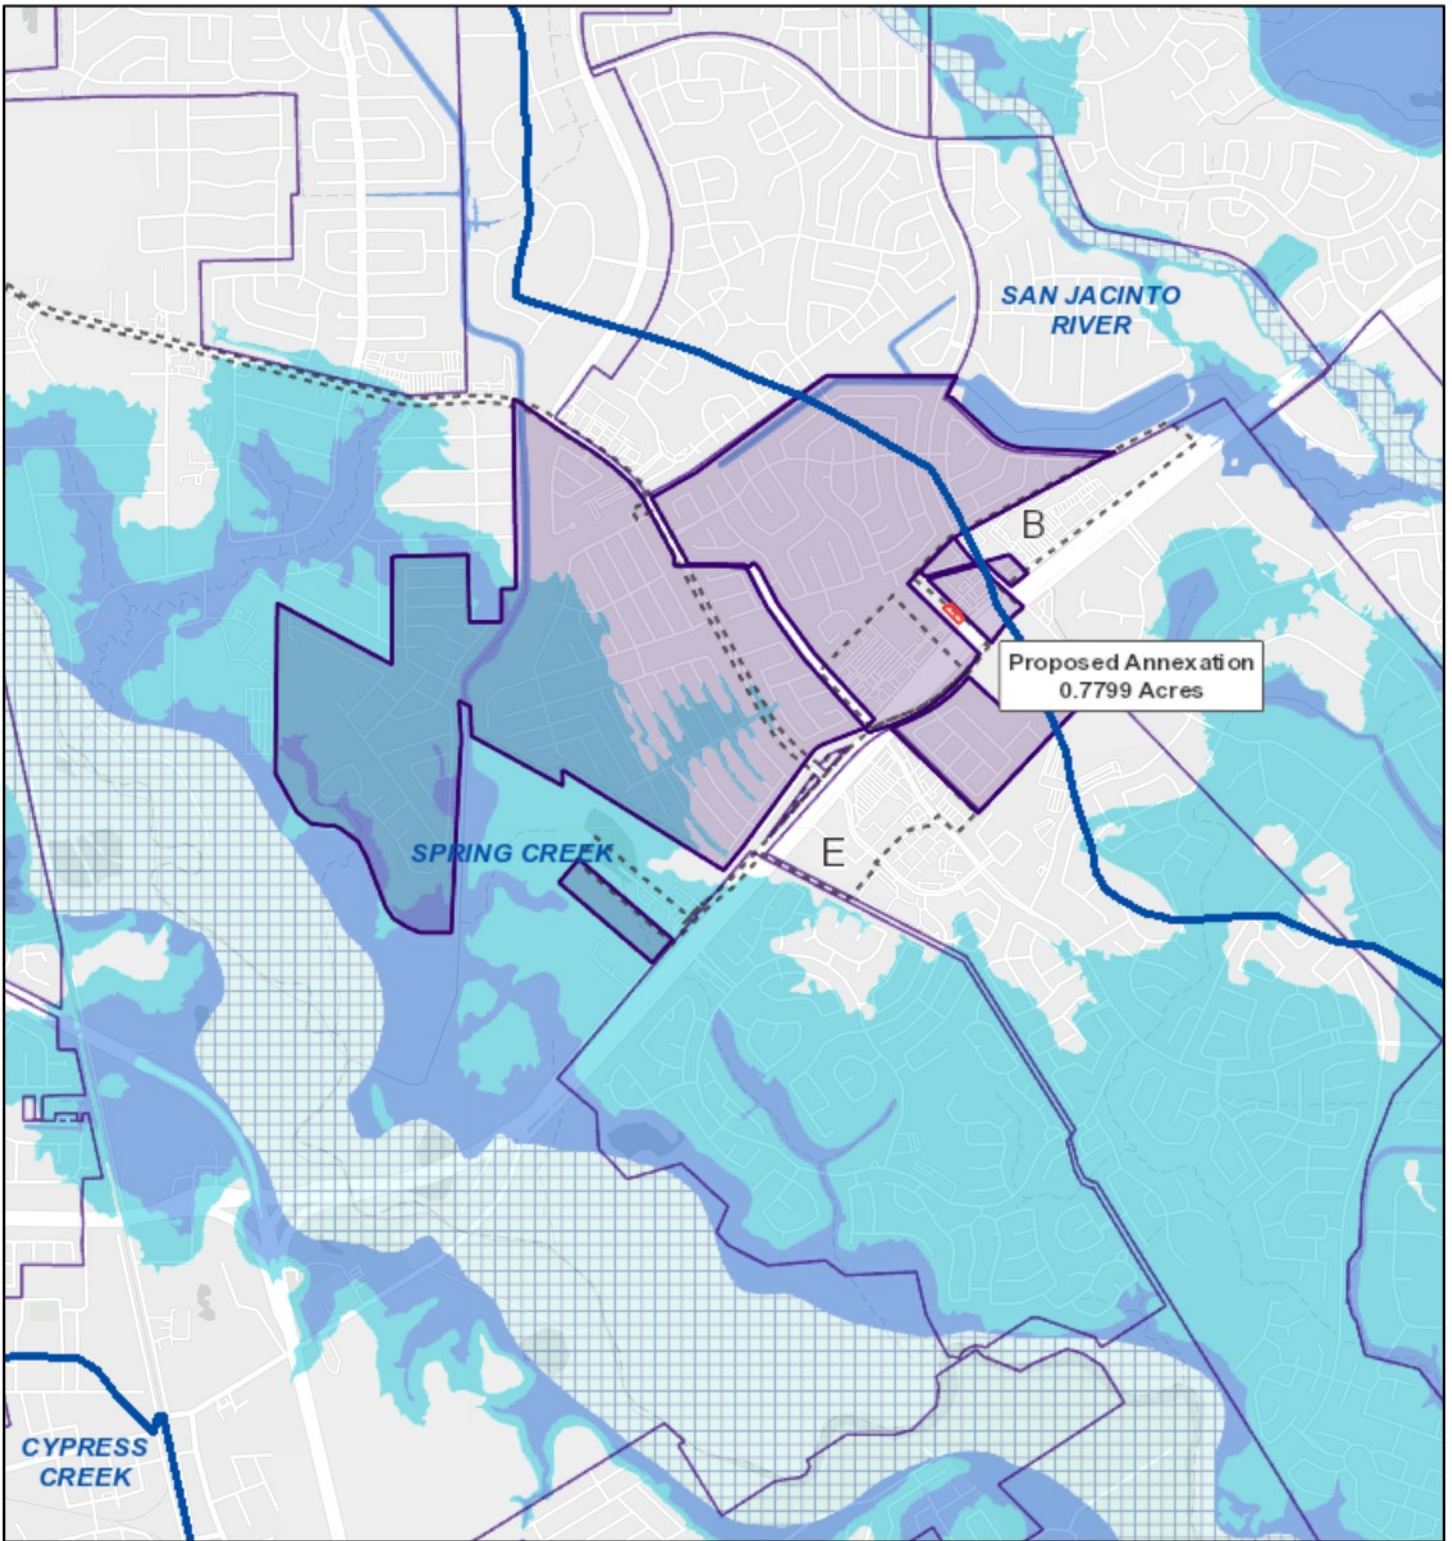 SAN JACINTO
RIVER
B
Proposed Annexation
0.7799 Acres
E
SPRING CREEK
CYPRESS
CREEK